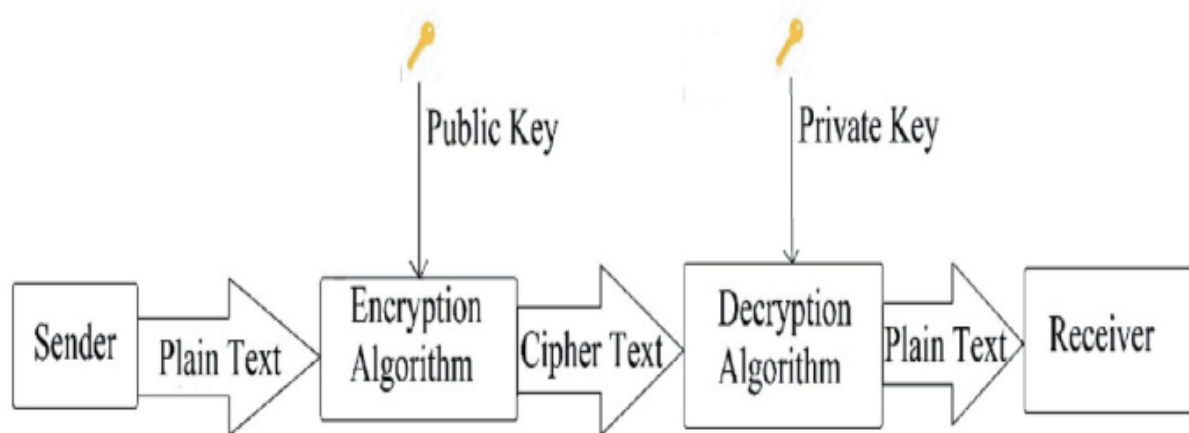 Public Key
Private Key
Sender
Plain Text
Encryption
Algorithm
Cipher Text
Decryption
Algorithm
Plain Text
Receiver